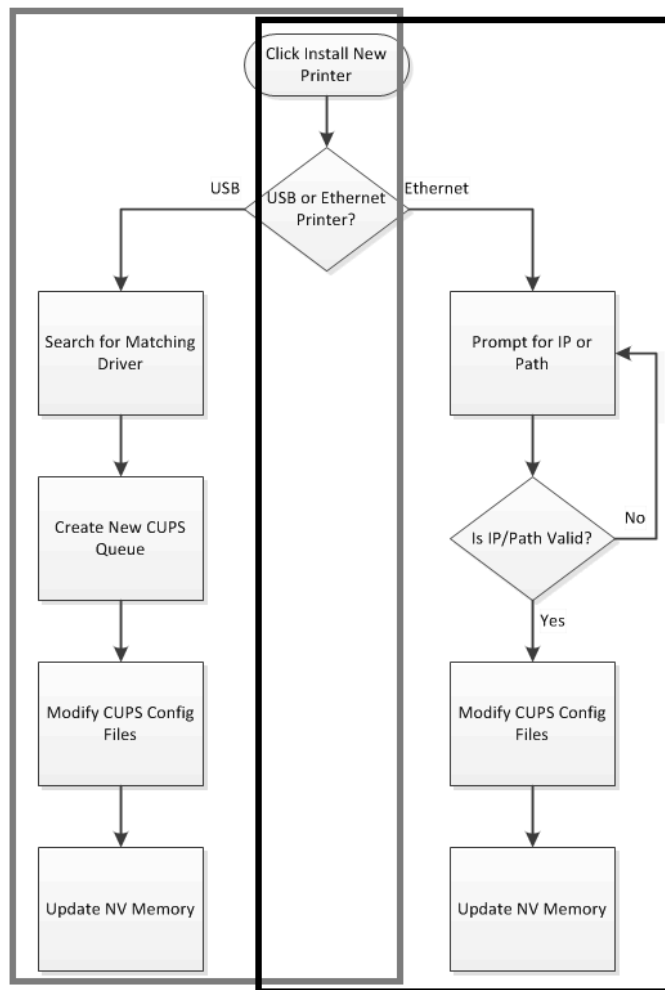 Click Install New
Printer
USB
USB or Ethernet
Printer?
Ethernet
Search for Matching
Driver
Prompt for IP or
Path
Create New CUPS
Queue
Is IP/Path Valid?
No
Yes
Modify CUPS Config
Files
Modify CUPS Config
Files
Update NV Memory
Update NV Memory